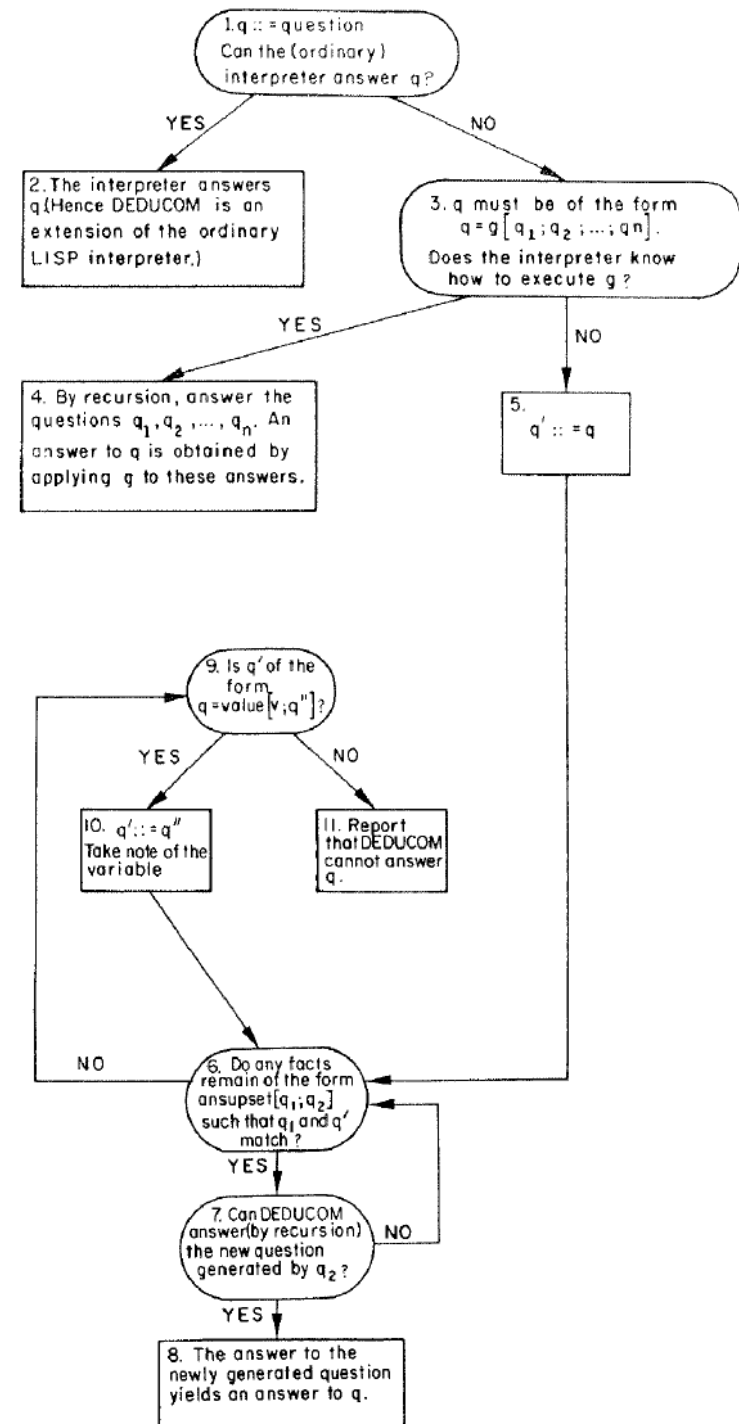 1. q :: = question
Can the (ordinary)
interpreter answer q?
YES
NO
2. The interpreter answers
q.(Hence DEDUCOM is an
extension of the ordinary
LISP interpreter.)
3. q must be of the form
q=g[q₁;q₂;...;qn].
Does the interpreter know
how to execute g?
YES
NO
4. By recursion, answer the
questions q₁,q₂,..., qₙ. An
answer to q is obtained by
applying g to these answers.
5.
q' :: = q
9. Is q' of the
form
q=value[v;q"]?
YES
NO
10. q'::=q"
Take note of the
variable
11. Report
that DEDUCOM
cannot answer
q.
NO
6. Do any facts
remain of the form
ansupset[q₁;q₂]
such that q₁ and q'
match?
YES
7. Can DEDUCOM
answer(by recursion)
the new question
generated by q₂?
NO
YES
8. The answer to the
newly generated question
yields an answer to q.